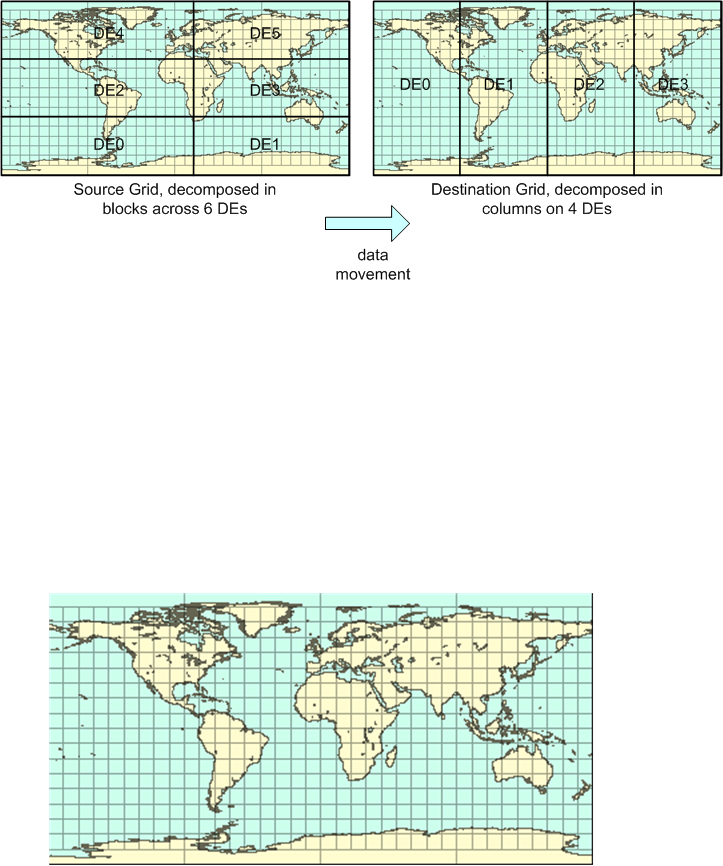 DE4 DE5
DE2 DE3
DE0 DE1
DE0 DE1 DE2 DE3
Source Grid, decomposed in
blocks across 6 DEs
Destination Grid, decomposed in
columns on 4 DEs
data
movement